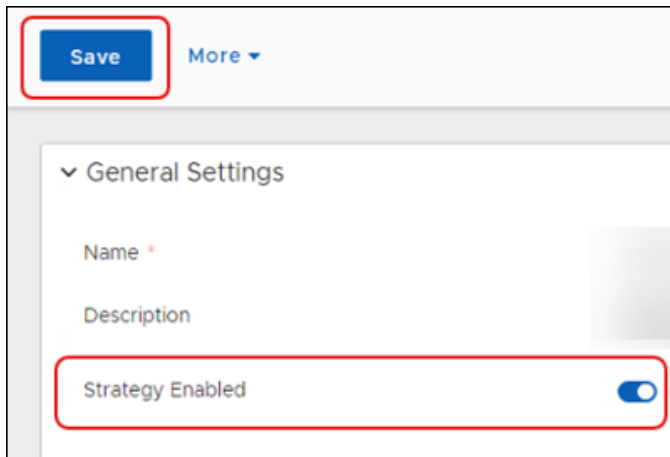 Save More
General Settings
Name *
Description
Strategy Enabled